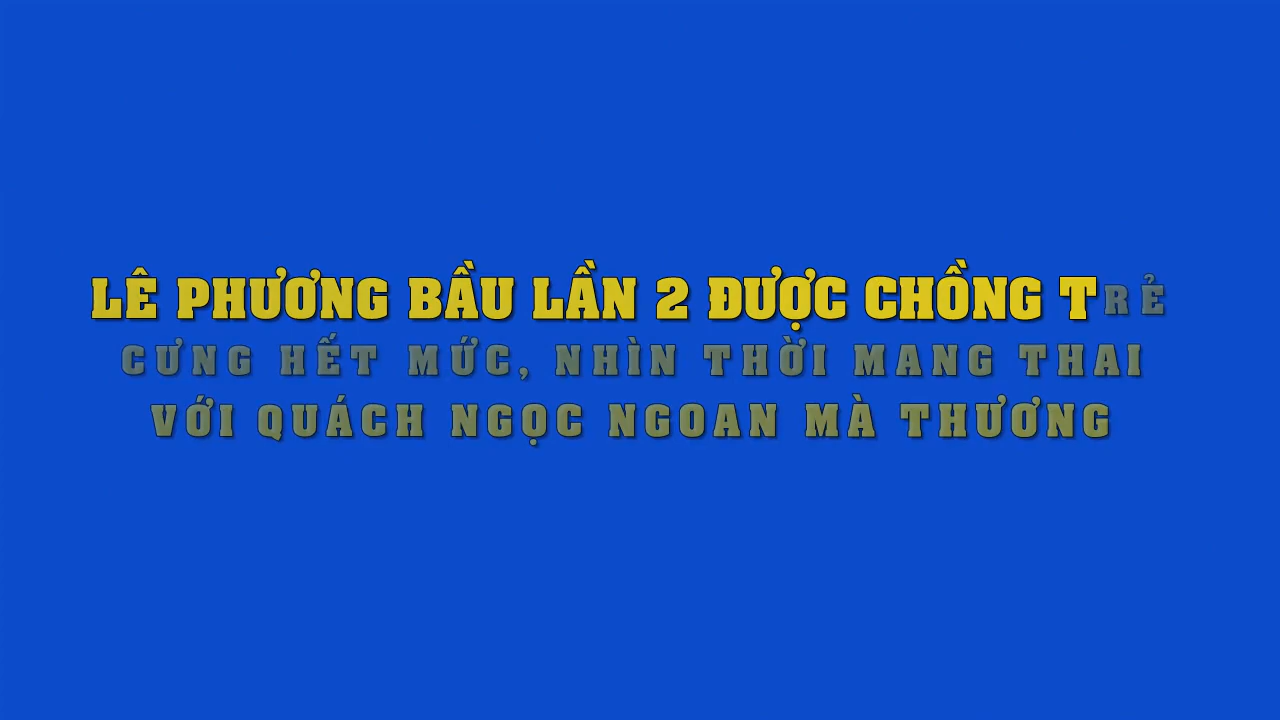 LÊ PHƯƠNG BẦU LẦN 2 ĐƯỢC CHỒNG TRẺ
CƯNG HẾT MỨC, NHÌN THỜI MANG THAI
VỚI QUÁCH NGỌC NGOAN MÀ THƯƠNG